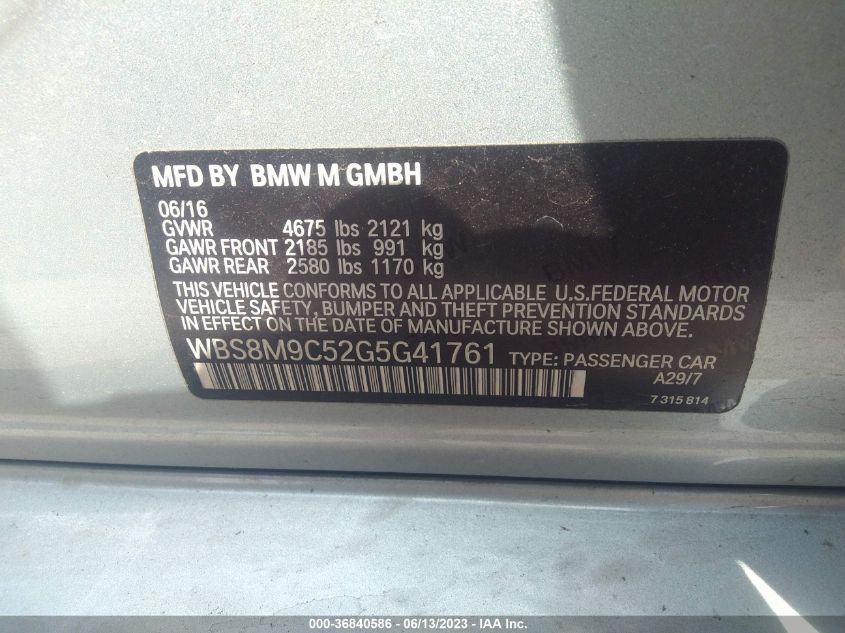 MFD BY BMW M GMBH
06/16
GVWR 4675 lbs 2121 kg
GAWR FRONT 2185 lbs 991 kg
GAWR REAR 2580 lbs 1170 kg
THIS VEHICLE CONFORMS TO ALL APPLICABLE U.S.FEDERAL MOTOR
VEHICLE SAFETY, BUMPER AND THEFT PREVENTION STANDARDS
IN EFFECT ON THE DATE OF MANUFACTURE SHOWN ABOVE.
WBS8M9C52G5G41761 TYPE: PASSENGER CAR
A29/7
7 315 814
000-36840586 - 06/13/2023 - IAA Inc.